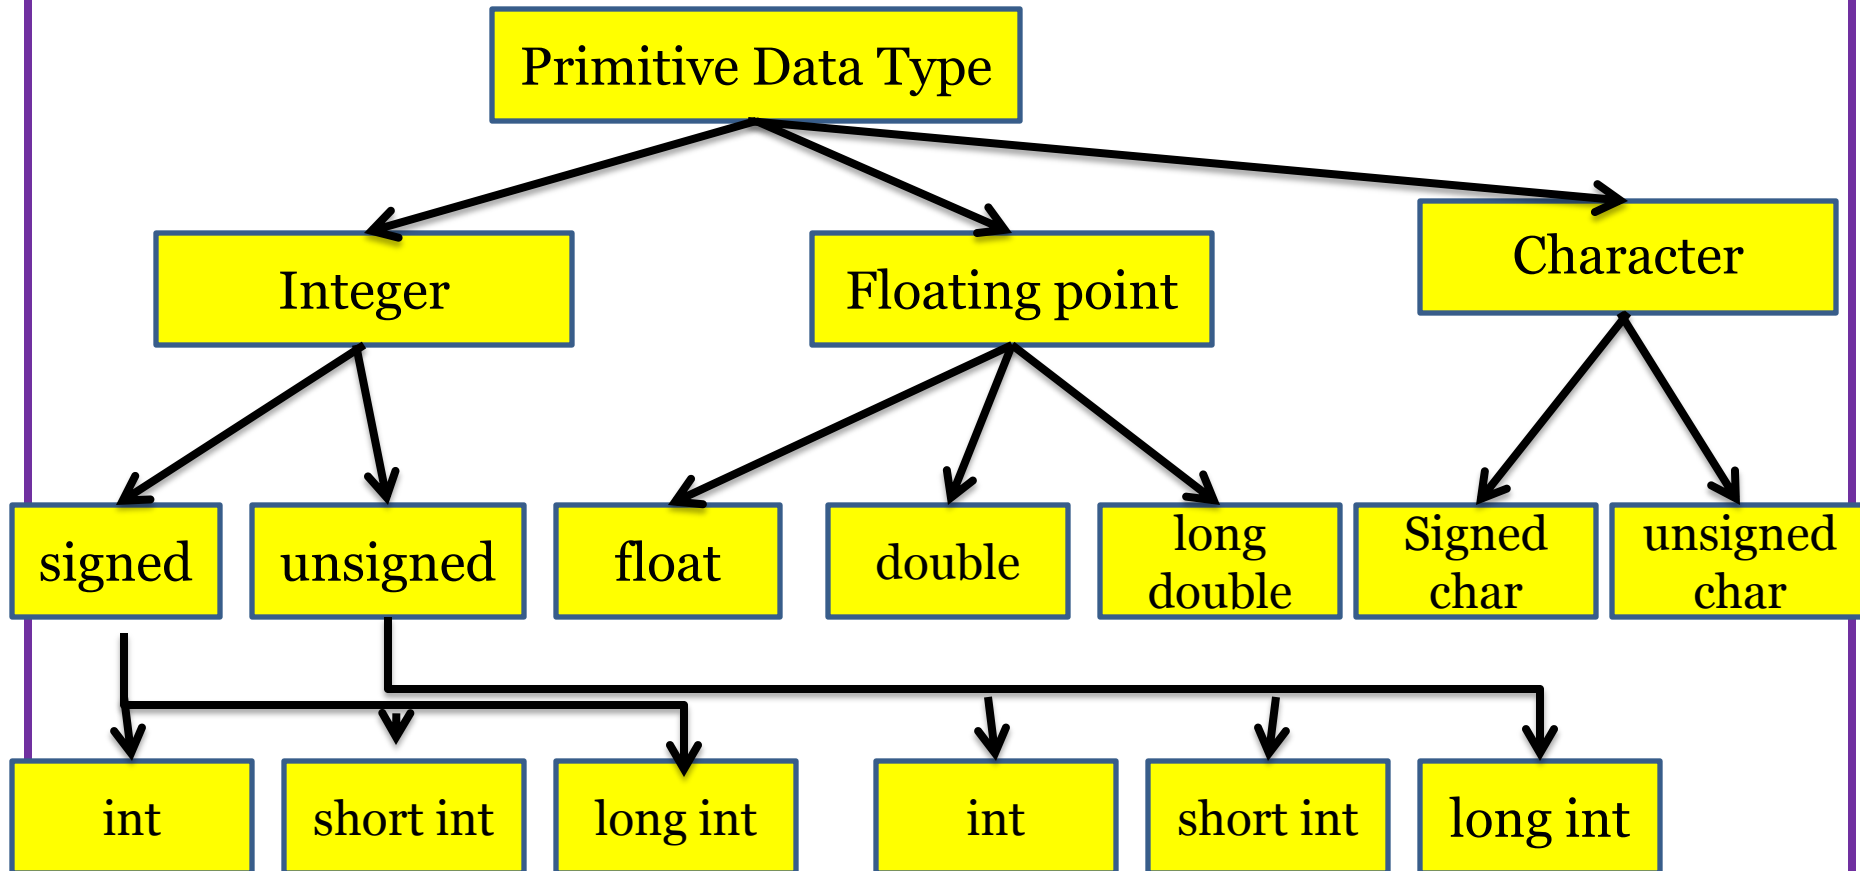 Primitive Data Type
Integer
Floating point
Character
signed
unsigned
float
double
long
double
Signed
char
unsigned
char
int
short int
long int
int
short int
long int